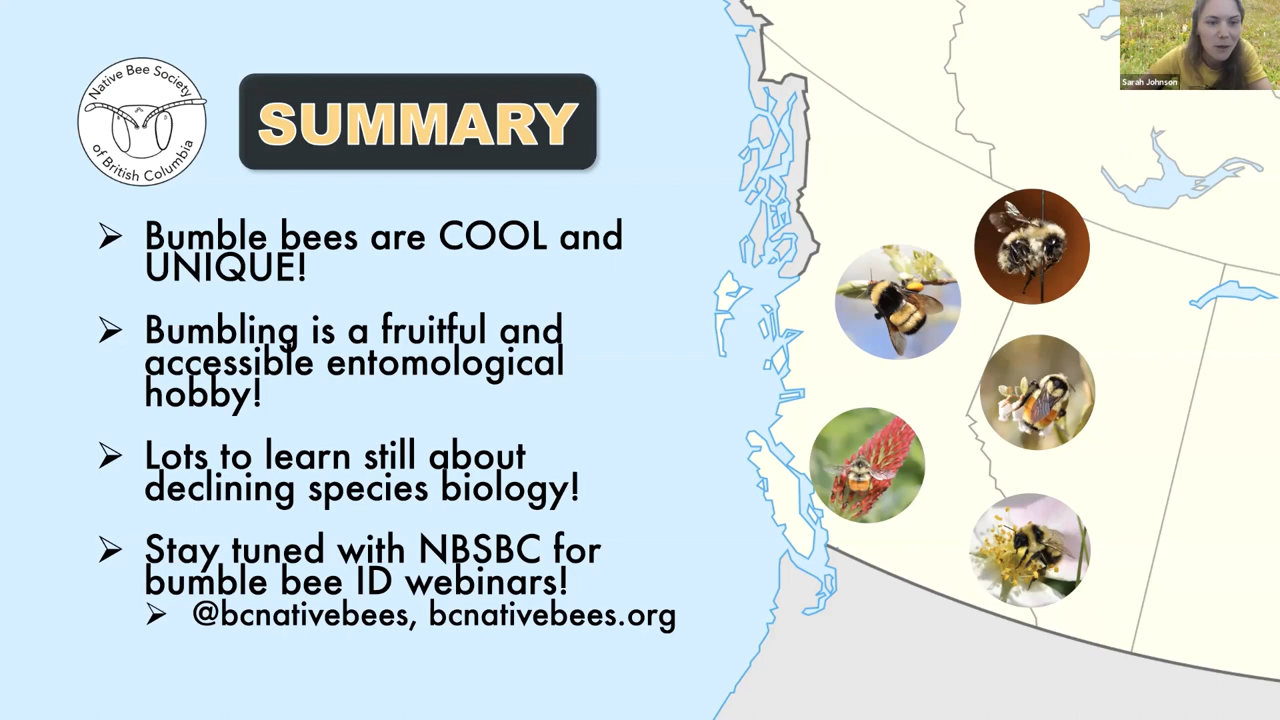 Native Bee Society
of British Columbia
SUMMARY
Sarah Johnson
➢ Bumble bees are COOL and
UNIQUE!
➢ Bumbling is a fruitful and
accessible entomological
hobby!
➢ Lots to learn still about
declining species biology!
➢ Stay tuned with NBSBC for
bumble bee ID webinars!
➢ @bcnativebees, bcnativebees.org